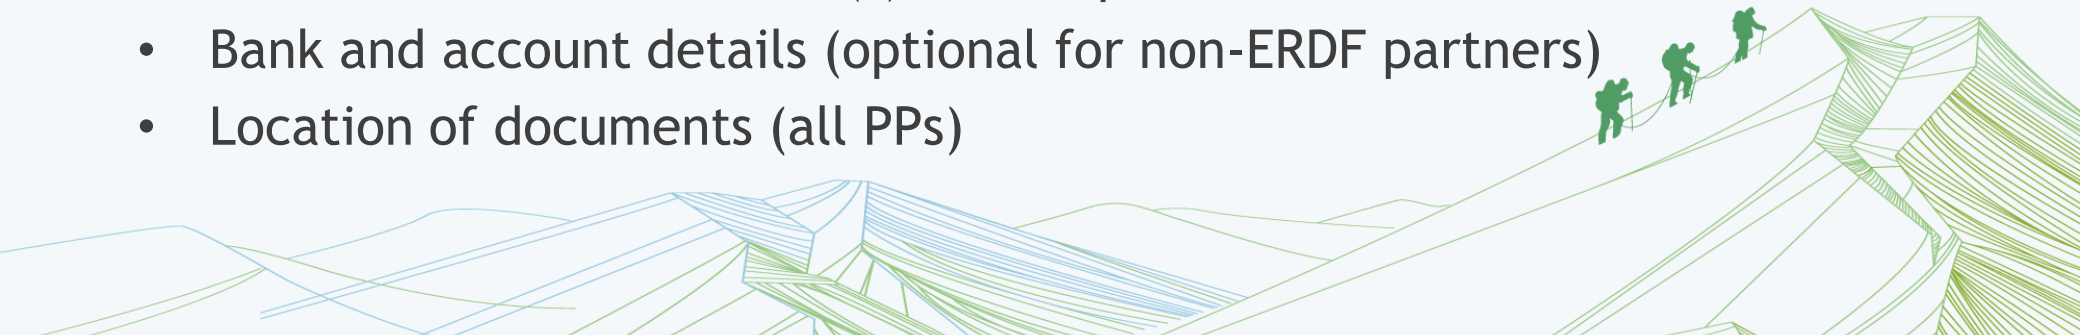 • Bank and account details (optional for non-ERDF partners)
• Location of documents (all PPs)